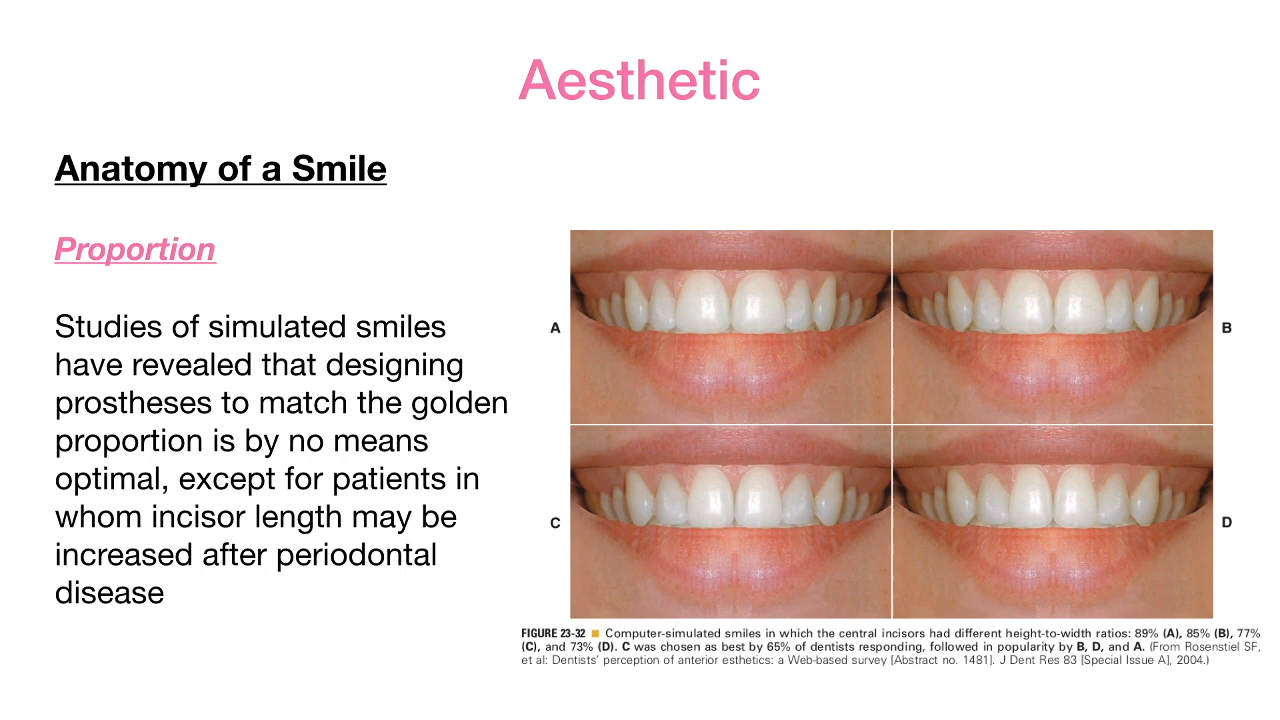 Aesthetic
Anatomy of a Smile
Proportion
Studies of simulated smiles
have revealed that designing
prostheses to match the golden
proportion is by no means
optimal, except for patients in
whom incisor length may be
increased after periodontal
disease
A
B
C
D
FIGURE 23-32 ■ Computer-simulated smiles in which the central incisors had different height-to-width ratios: 89% (A), 85% (B), 77%
(C), and 73% (D). C was chosen as best by 65% of dentists responding, followed in popularity by B, D, and A. (From Rosenstiel SF,
et al: Dentists' perception of anterior esthetics: a Web-based survey [Abstract no. 1481]. J Dent Res 83 [Special Issue A], 2004.)